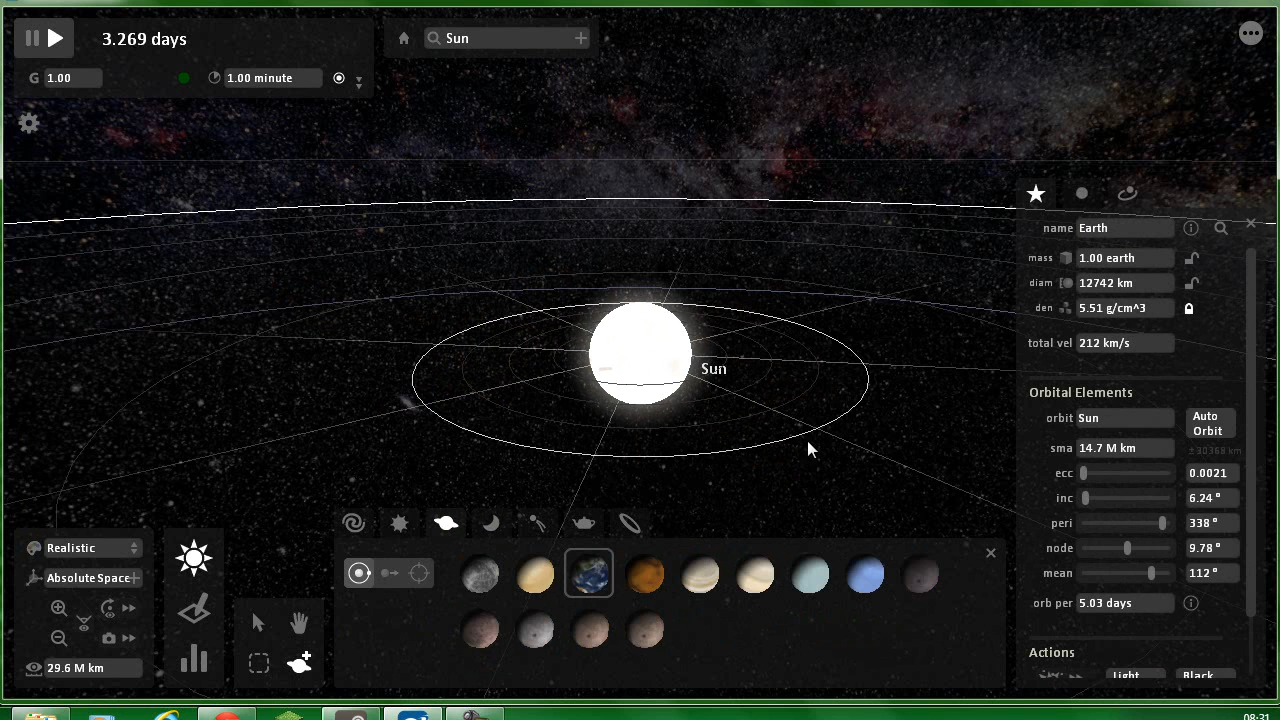 3.269 days
G 1.00
1.00 minute
Sun
Sun
name Earth
mass 1.00 earth
diam 12742 km
den 5.51 g/cm^3
total vel 212 km/s
Orbital Elements
orbit Sun
Auto
Orbit
sma 14.7 M km
ecc 0.0021
inc 6.24 °
peri 338 °
node 9.78 °
mean 112 °
orb per 5.03 days
Actions
Light
Black
Realistic
Absolute Space
29.6 M km
08:31